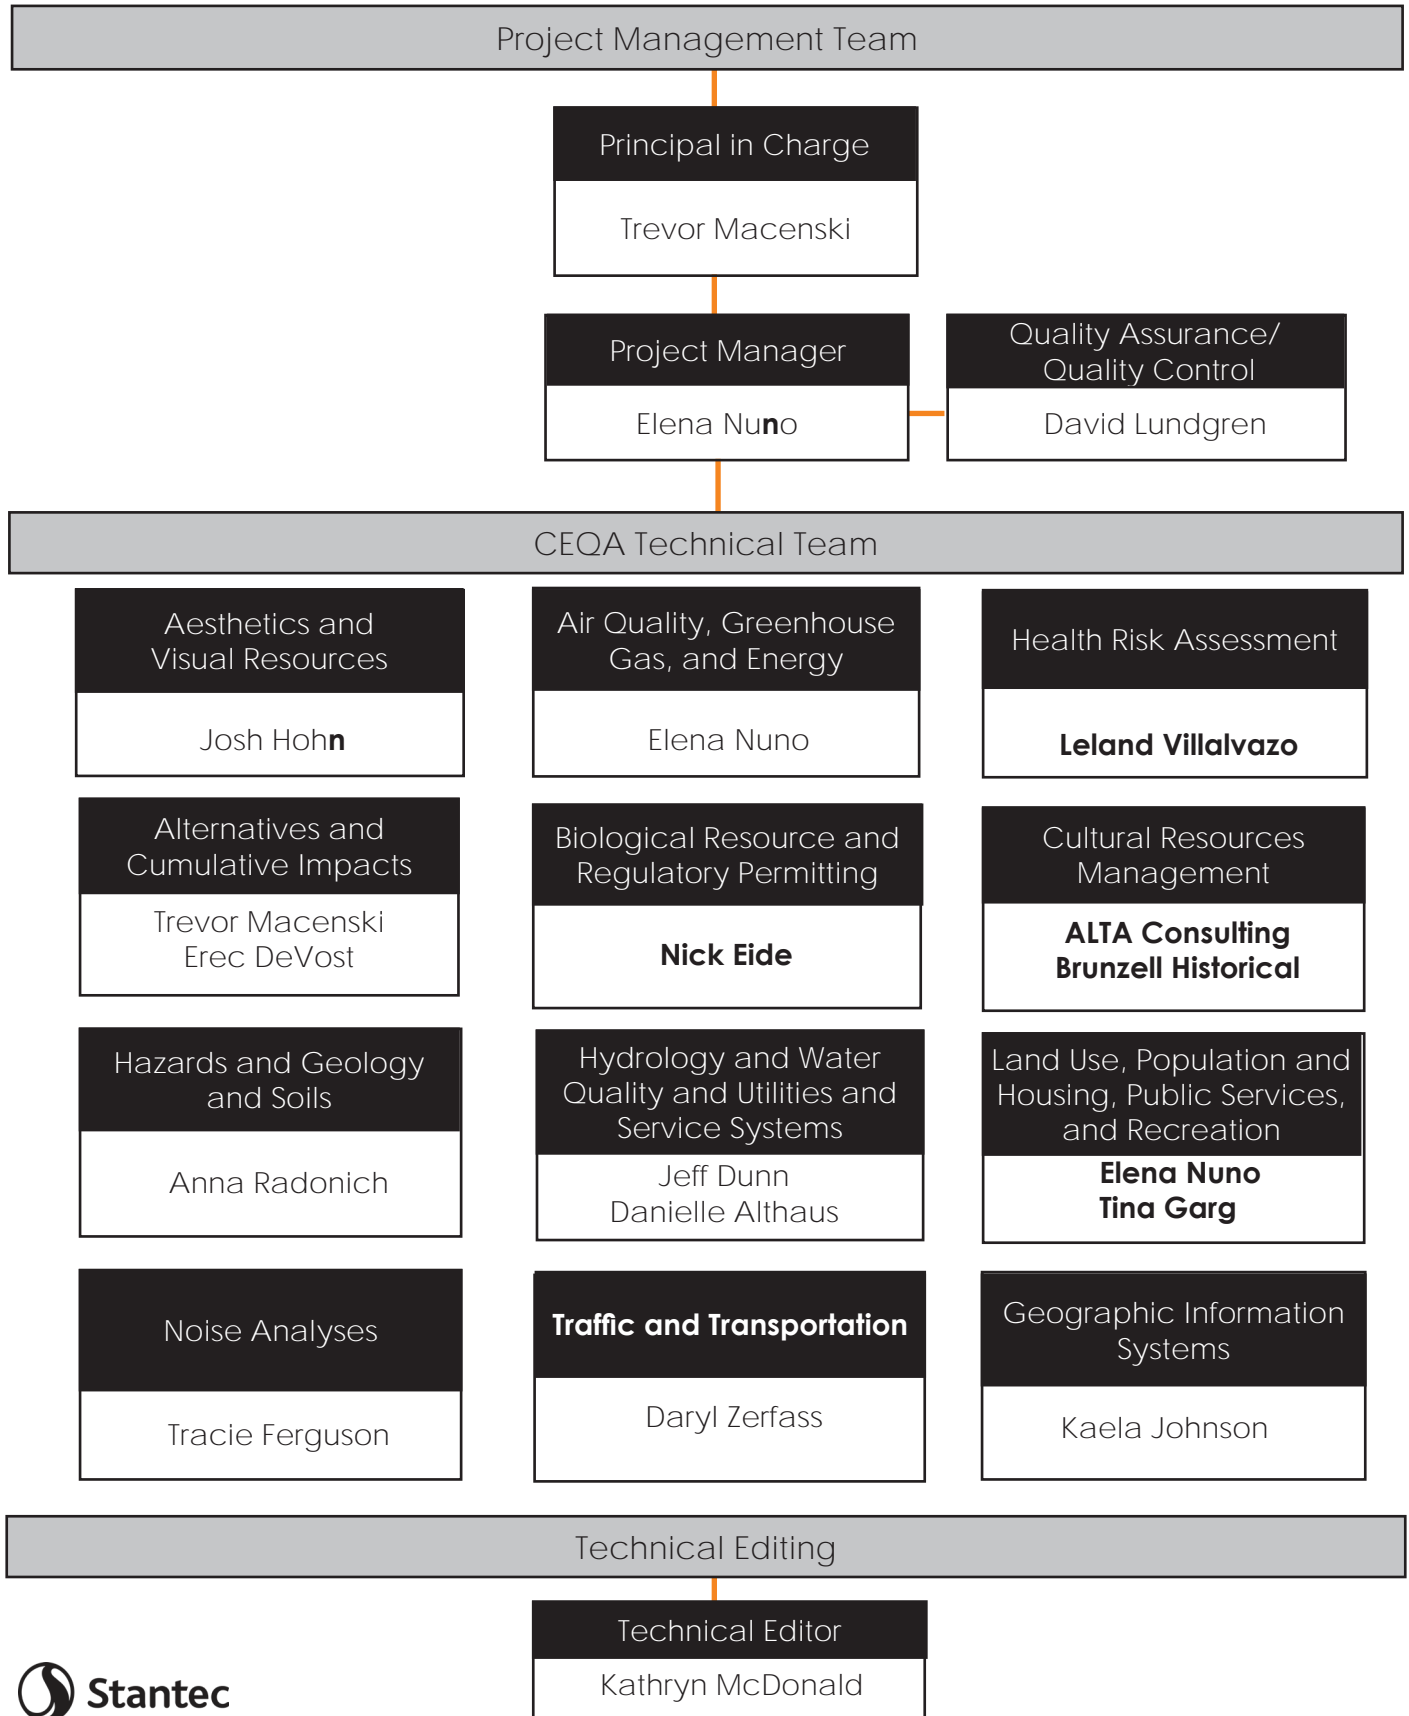 Project Management Team
Principal in Charge
Trevor Macenski
Project Manager
Elena Nuno
Quality Assurance/
Quality Control
David Lundgren
CEQA Technical Team
Aesthetics and
Visual Resources
Josh Hohn
Air Quality, Greenhouse
Gas, and Energy
Elena Nuno
Health Risk Assessment
Leland Villalvazo
Alternatives and
Cumulative Impacts
Trevor Macenski
Erec DeVost
Biological Resource and
Regulatory Permitting
Nick Eide
Cultural Resources
Management
ALTA Consulting
Brunzell Historical
Hazards and Geology
and Soils
Anna Radonich
Hydrology and Water
Quality and Utilities and
Service Systems
Jeff Dunn
Danielle Althaus
Land Use, Population and
Housing, Public Services,
and Recreation
Elena Nuno
Tina Garg
Noise Analyses
Tracie Ferguson
Traffic and Transportation
Daryl Zerfass
Geographic Information
Systems
Kaela Johnson
Technical Editing
Technical Editor
Kathryn McDonald
Stantec